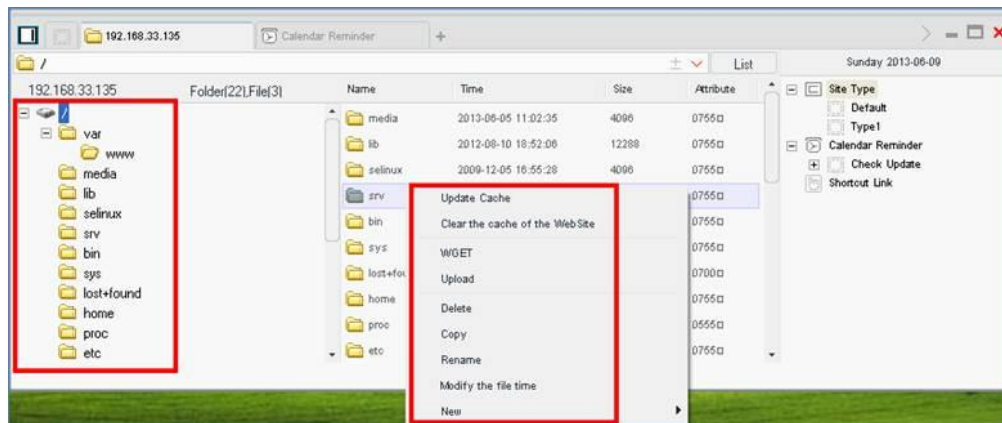 192.168.33.135
Calendar Reminder
+
/
List
Sunday 2013-06-09
192.168.33.135
Folder[22],File[3]
Name Time Size Attribute
/
var
www
media
lib
selinux
srv
bin
sys
lost+found
home
proc
etc
media 2013-06-05 11:02:35 4096 0755
lib 2012-08-10 18:52:06 12288 0755
selinux 2009-12-05 16:55:28 4096 0755
srv 0755
bin 0755
sys 0755
lost+fou 0700
home 0755
proc 0555
etc 0755
Update Cache
Clear the cache of the WebSite
WGET
Upload
Delete
Copy
Rename
Modify the file time
New
Site Type
Default
Type1
Calendar Reminder
Check Update
Shortcut Link